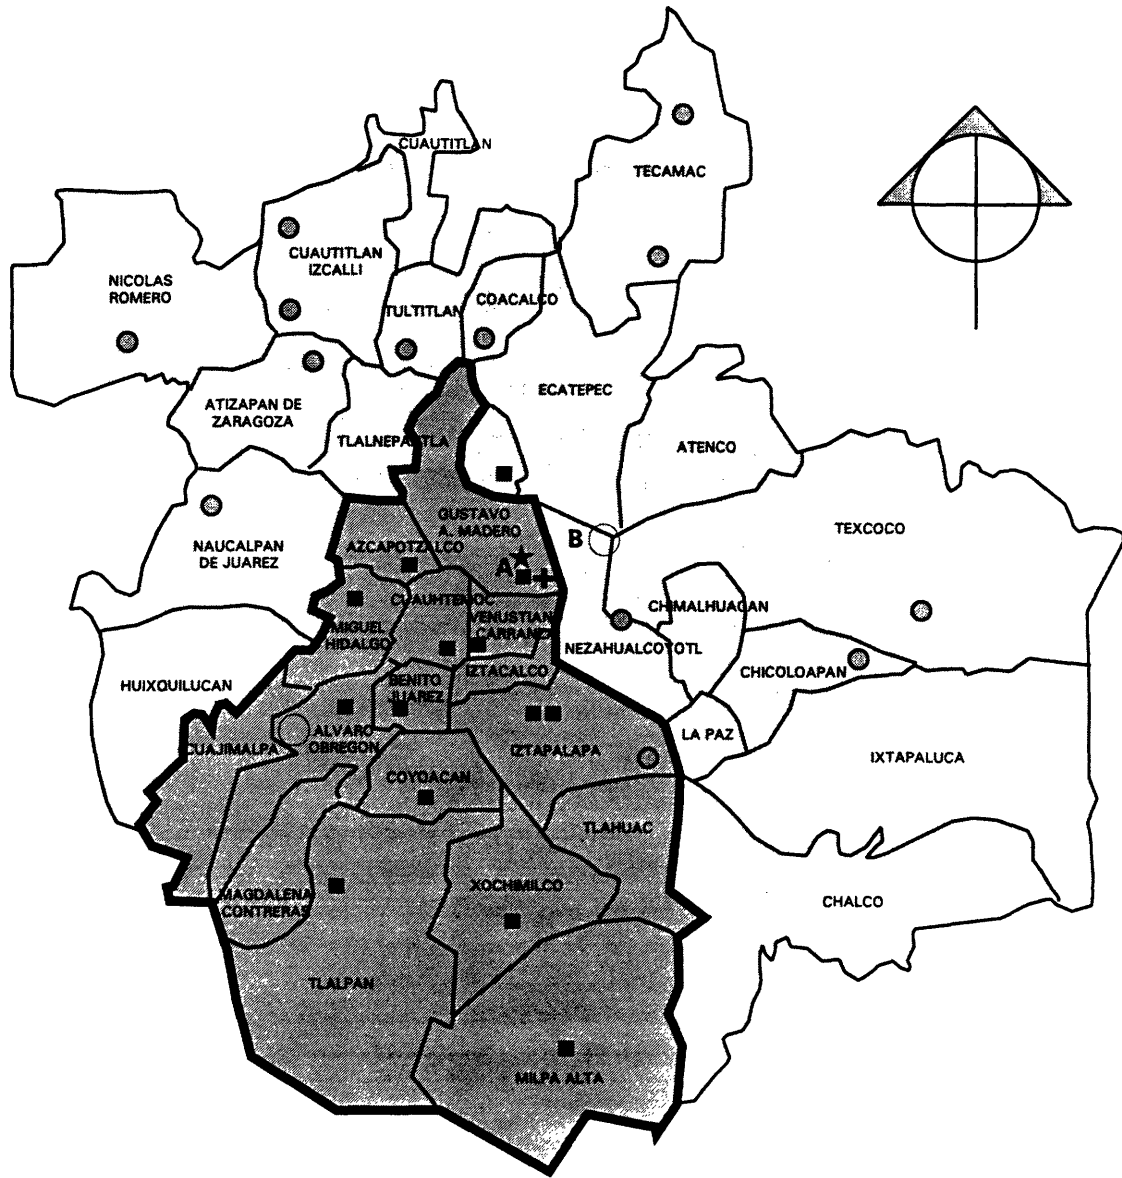 CUAUTITLAN
TECAMAC
CUAUTITLAN
IZCALLI
NICOLAS
ROMERO
TULTITLAN
COACALCO
ECATEPEC
ATIZAPAN DE
ZARAGOZA
TLALNEPANTLA
ATENCO
GUSTAVO
A. MADERO
TEXCOCO
B
NAUCALPAN
DE JUAREZ
AZCAPOTZALCO
A
CUAUHTEMOC
CHIMALHUACAN
VENUSTIAN
CARRANZA
MIGUEL
HIDALGO
NEZAHUALCOYOTL
IZTACALCO
CHICOLOAPAN
HUIXQUILUCAN
BENITO
JUAREZ
ALVARO
OBREGON
LA PAZ
CUAJIMALPA
IZTAPALAPA
IXTAPALUCA
COYOACAN
TLAHUAC
XOCHIMILCO
MAGDALENA
CONTRERAS
CHALCO
TLALPAN
MILPA ALTA